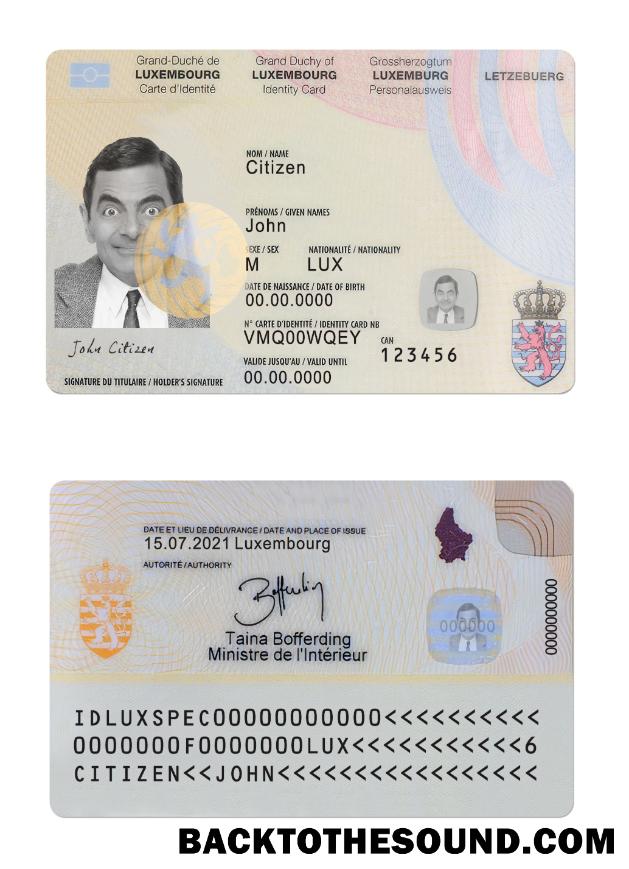 Grand-Duché de
LUXEMBOURG
Carte d'Identité
Grand Duchy of
LUXEMBOURG
Identity Card
Grossherzogtum
LUXEMBURG
Personalausweis
LETZEBUERG
NOM / NAME
Citizen
PRÉNOMS / GIVEN NAMES
John
SEXE / SEX NATIONALITÉ / NATIONALITY
M LUX
DATE DE NAISSANCE / DATE OF BIRTH
00.00.0000
N° CARTE D'IDENTITÉ / IDENTITY CARD NB
VMQ00WQEY
CAN
123456
VALIDE JUSQU'AU / VALID UNTIL
00.00.0000
John Citizen
SIGNATURE DU TITULAIRE / HOLDER'S SIGNATURE
DATE ET LIEU DE DÉLIVRANCE / DATE AND PLACE OF ISSUE
15.07.2021 Luxembourg
AUTORITÉ / AUTHORITY
Bofferding
Taina Bofferding
Ministre de l'Intérieur
000000
0000000000
IDLUXSPEC00000000000<<<<<<<<<<
0000000F0000000LUX<<<<<<<<<<<6
CITIZEN<<JOHN<<<<<<<<<<<<<<<<<
BACKTOTHESOUND.COM